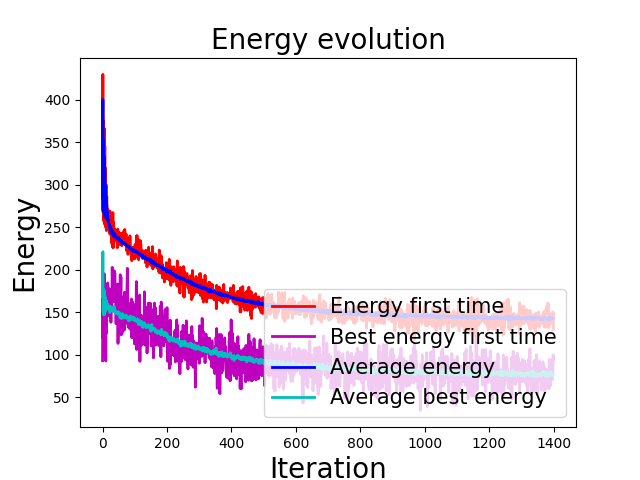 Energy evolution
Energy
400
350
300
250
200
150
100
50
Energy first time
Best energy first time
Average energy
Average best energy
0
200
400
600
800
1000
1200
1400
Iteration